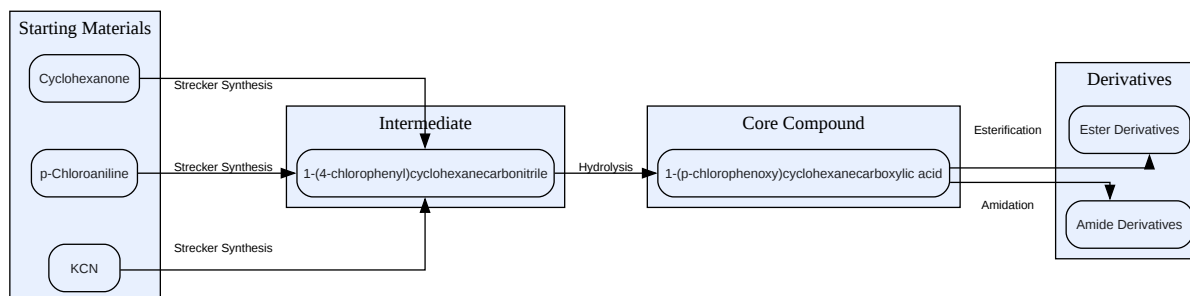 Starting Materials
Cyclohexanone
Strecker Synthesis
p-Chloroaniline
Strecker Synthesis
KCN
Strecker Synthesis
Intermediate
1-(4-chlorophenyl)cyclohexanecarbonitrile
Hydrolysis
Core Compound
1-(p-chlorophenoxy)cyclohexanecarboxylic acid
Esterification
Amidation
Derivatives
Ester Derivatives
Amide Derivatives